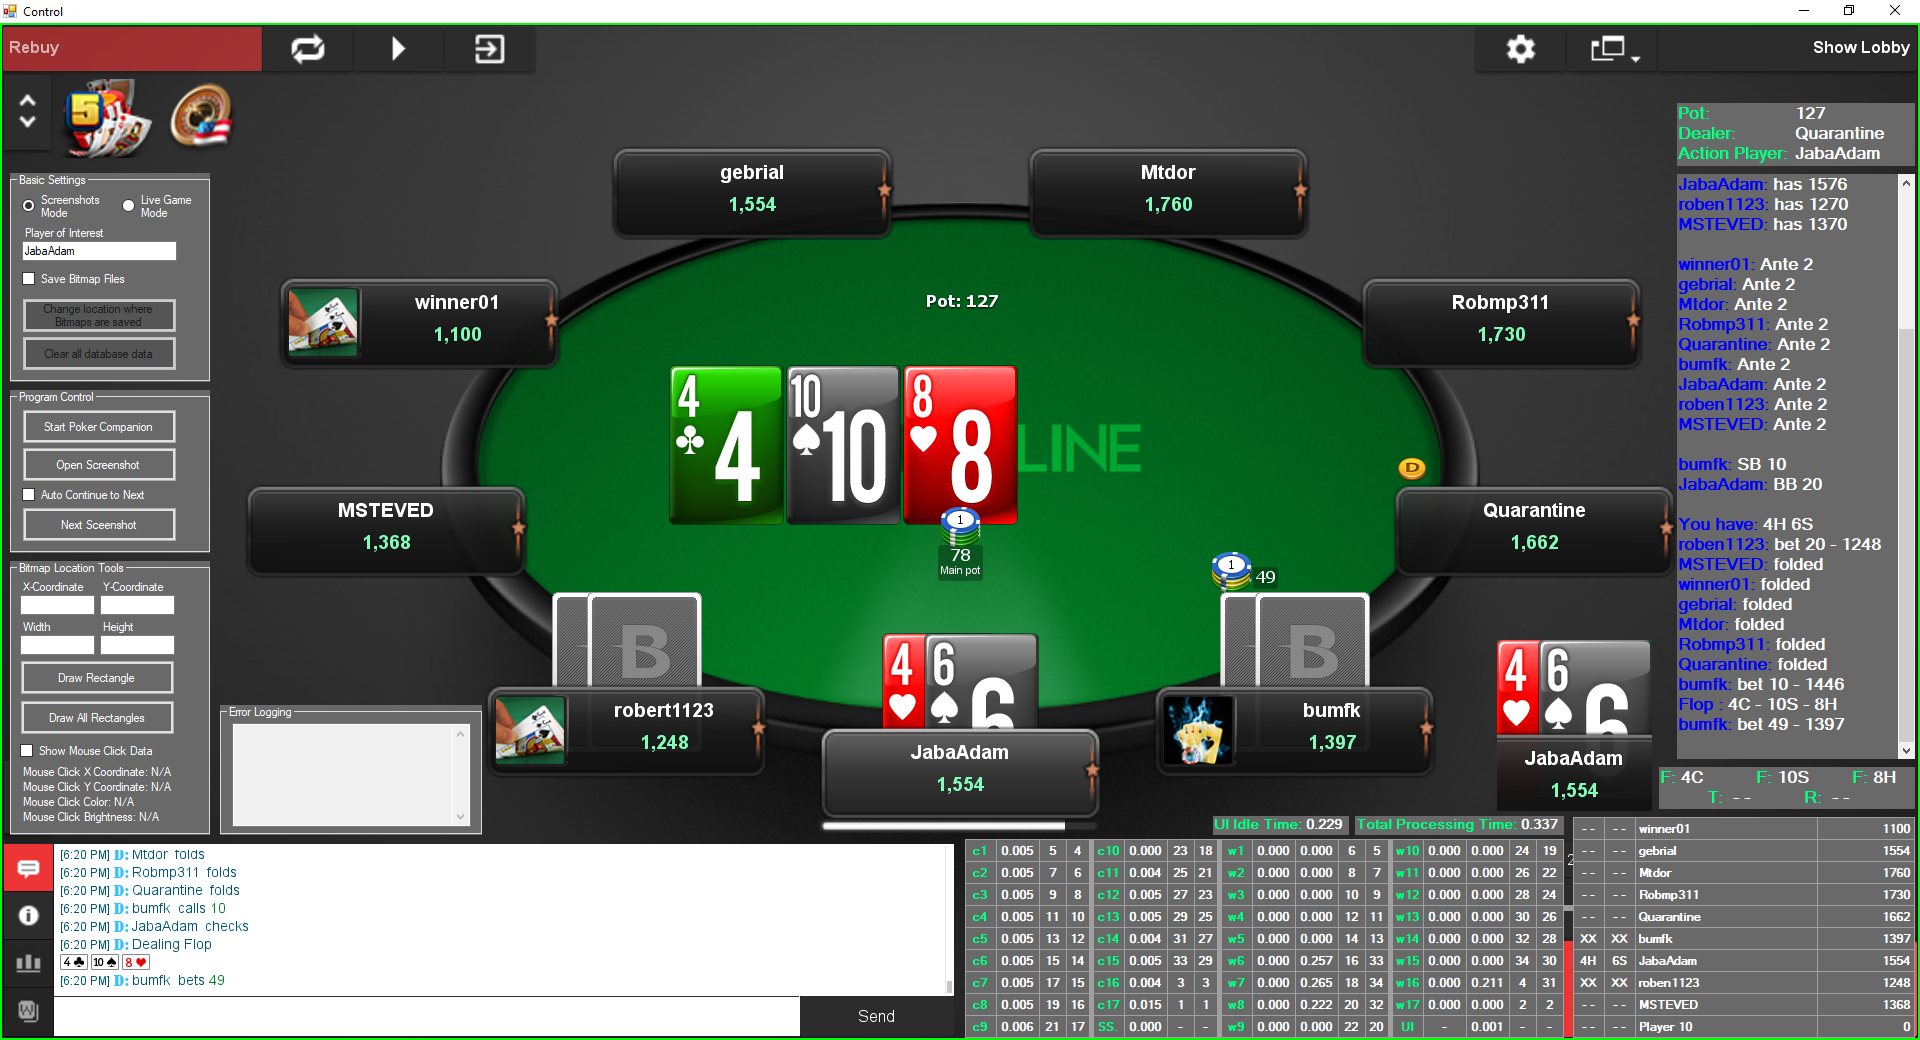 Control
Rebuy
Show Lobby
5
Pot: 127
Dealer: Quarantine
Action Player: JabaAdam
Basic Settings
Screenshots Mode
Live Game Mode
Player of Interest
JabaAdam
Save Bitmap Files
Change location where Bitmaps are saved
Clear all database data
Program Control
Start Poker Companion
Open Screenshot
Auto Continue to Next
Next Sceenshot
Bitmap Location Tools
X-Coordinate Y-Coordinate
Width Height
Draw Rectangle
Draw All Rectangles
Show Mouse Click Data
Mouse Click X Coordinate: N/A
Mouse Click Y Coordinate: N/A
Mouse Click Color: N/A
Mouse Click Brightness: N/A
Error Logging
gebrial
1,554
Mtdor
1,760
winner01
1,100
Pot: 127
Robmp311
1,730
4 4
10 10
8 8
LINE
D
MSTEVED
1,368
Quarantine
1,662
1
78
Main pot
1
49
B
B
4 6 6
robert1123
1,248
JabaAdam
1,554
bumfk
1,397
4 6 6
JabaAdam
1,554
JabaAdam: has 1576
roben1123: has 1270
MSTEVED: has 1370
winner01: Ante 2
gebrial: Ante 2
Mtdor: Ante 2
Robmp311: Ante 2
Quarantine: Ante 2
bumfk: Ante 2
JabaAdam: Ante 2
roben1123: Ante 2
MSTEVED: Ante 2
bumfk: SB 10
JabaAdam: BB 20
You have: 4H 6S
roben1123: bet 20 - 1248
MSTEVED: folded
winner01: folded
gebrial: folded
Mtdor: folded
Robmp311: folded
Quarantine: folded
bumfk: bet 10 - 1446
Flop : 4C - 10S - 8H
bumfk: bet 49 - 1397
F: 4C F: 10S F: 8H
T: - - R: - -
UI Idle Time: 0.229 Total Processing Time: 0.337
[6:20 PM] D: Mtdor folds
[6:20 PM] D: Robmp311 folds
[6:20 PM] D: Quarantine folds
[6:20 PM] D: bumfk calls 10
[6:20 PM] D: JabaAdam checks
[6:20 PM] D: Dealing Flop
4 ♣ 10 ♠ 8 ♥
[6:20 PM] D: bumfk bets 49
Send
c1 0.005 5 4 c10 0.000 23 18 w1 0.000 0.000 6 5 w10 0.000 0.000 24 19
c2 0.005 7 6 c11 0.004 25 21 w2 0.000 0.000 8 7 w11 0.000 0.000 26 22
c3 0.005 9 8 c12 0.005 27 23 w3 0.000 0.000 10 9 w12 0.000 0.000 28 24
c4 0.005 11 10 c13 0.005 29 25 w4 0.000 0.000 12 11 w13 0.000 0.000 30 26
c5 0.005 13 12 c14 0.004 31 27 w5 0.000 0.000 14 13 w14 0.000 0.000 32 28
c6 0.005 15 14 c15 0.005 33 29 w6 0.000 0.257 16 33 w15 0.000 0.000 34 30
c7 0.005 17 15 c16 0.004 3 3 w7 0.000 0.265 18 34 w16 0.000 0.211 4 31
c8 0.005 19 16 c17 0.015 1 1 w8 0.000 0.222 20 32 w17 0.000 0.000 2 2
c9 0.006 21 17 SS. 0.000 - - w9 0.000 0.000 22 20 UI - 0.001 - -
- - - - winner01 1100
- - - - gebrial 1554
- - - - Mtdor 1760
- - - - Robmp311 1730
- - - - Quarantine 1662
XX XX bumfk 1397
4H 6S JabaAdam 1554
XX XX roben1123 1248
- - - - MSTEVED 1368
- - - - Player 10 0